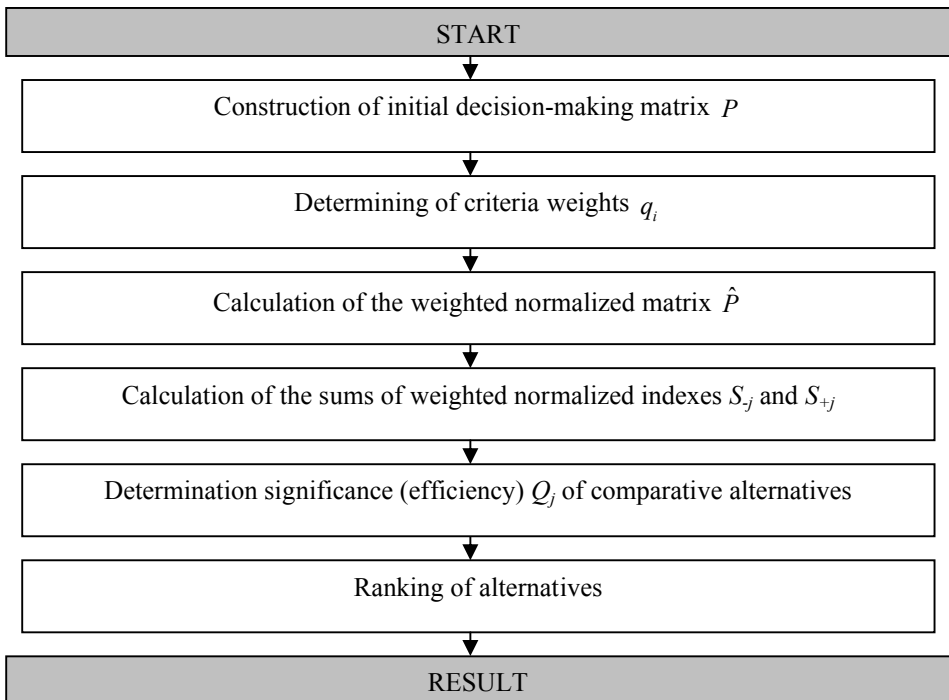 START
Construction of initial decision-making matrix P
Determining of criteria weights qᵢ
Calculation of the weighted normalized matrix P̂
Calculation of the sums of weighted normalized indexes S₋ⱼ and S₊ⱼ
Determination significance (efficiency) Qⱼ of comparative alternatives
Ranking of alternatives
RESULT